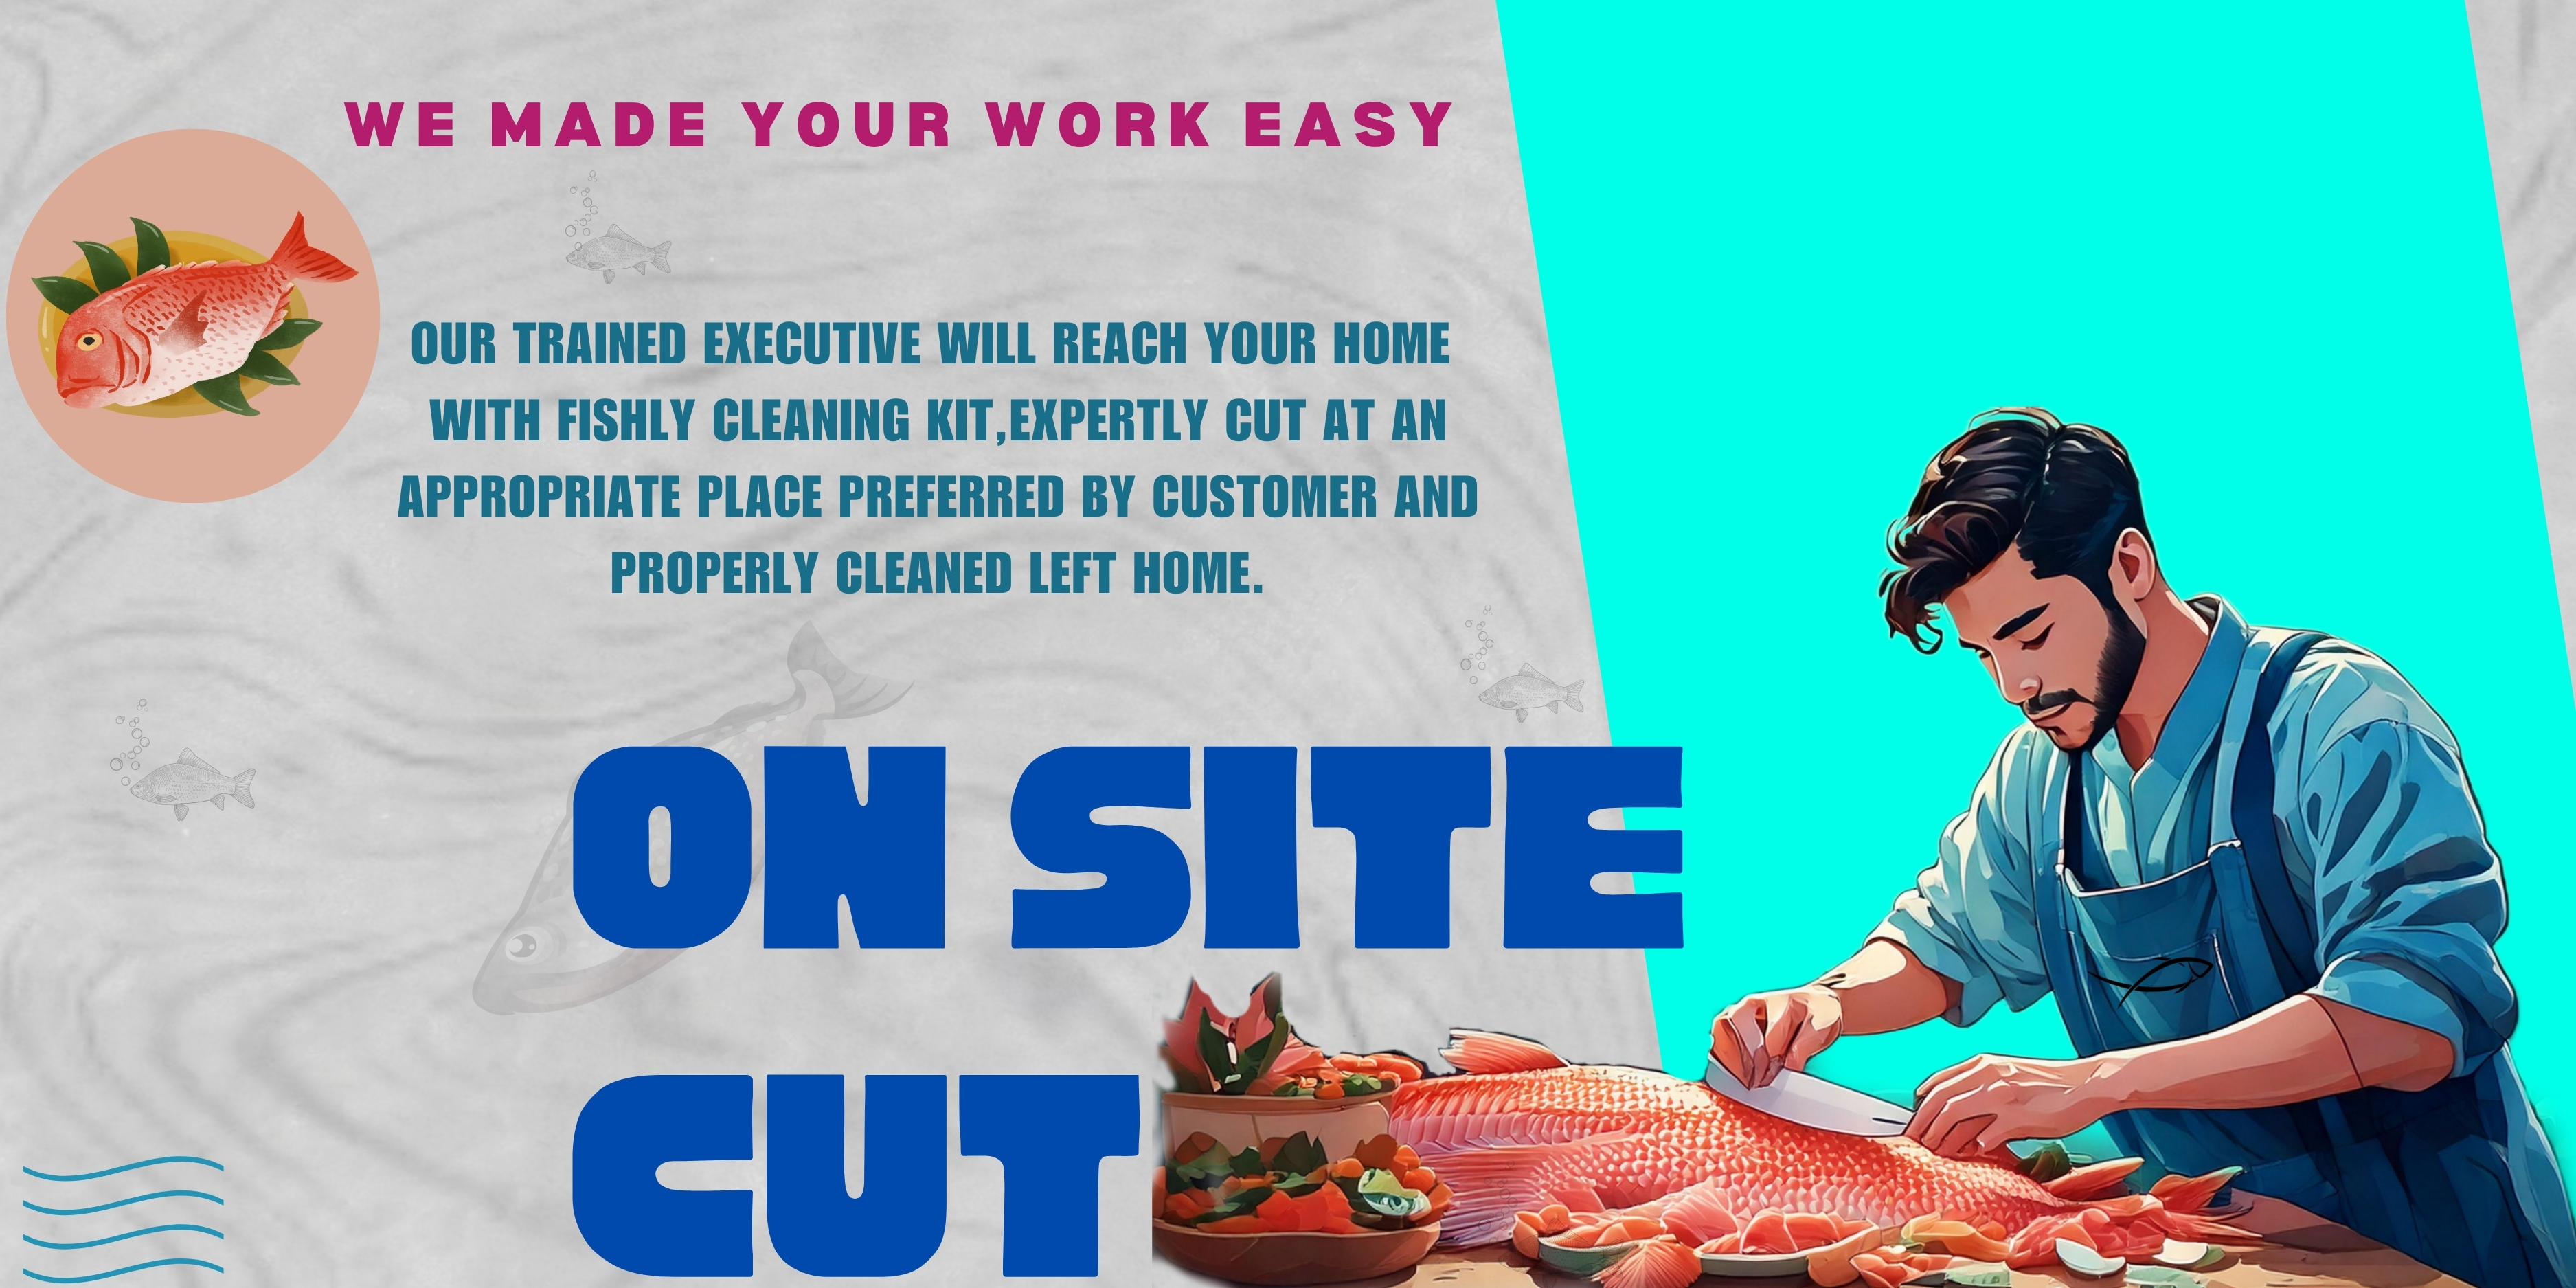 WE MADE YOUR WORK EASY
OUR TRAINED EXECUTIVE WILL REACH YOUR HOME
WITH FISHLY CLEANING KIT,EXPERTLY CUT AT AN
APPROPRIATE PLACE PREFERRED BY CUSTOMER AND
PROPERLY CLEANED LEFT HOME.
ON SITE
CUT